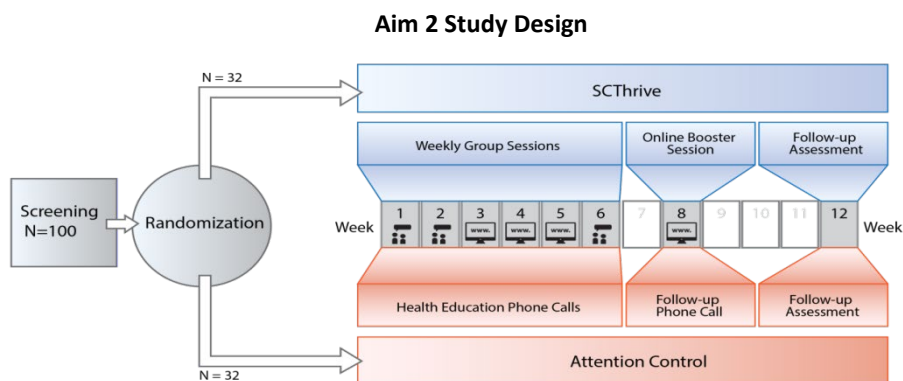 Aim 2 Study Design
N = 32
SCThrive
Weekly Group Sessions
Online Booster
Session
Follow-up
Assessment
Screening
N=100
Randomization
Week
1
2
3
4
5
6
7
8
9
10
11
12
Week
www.
www.
www.
www.
Health Education Phone Calls
Follow-up
Phone Call
Follow-up
Assessment
Attention Control
N = 32